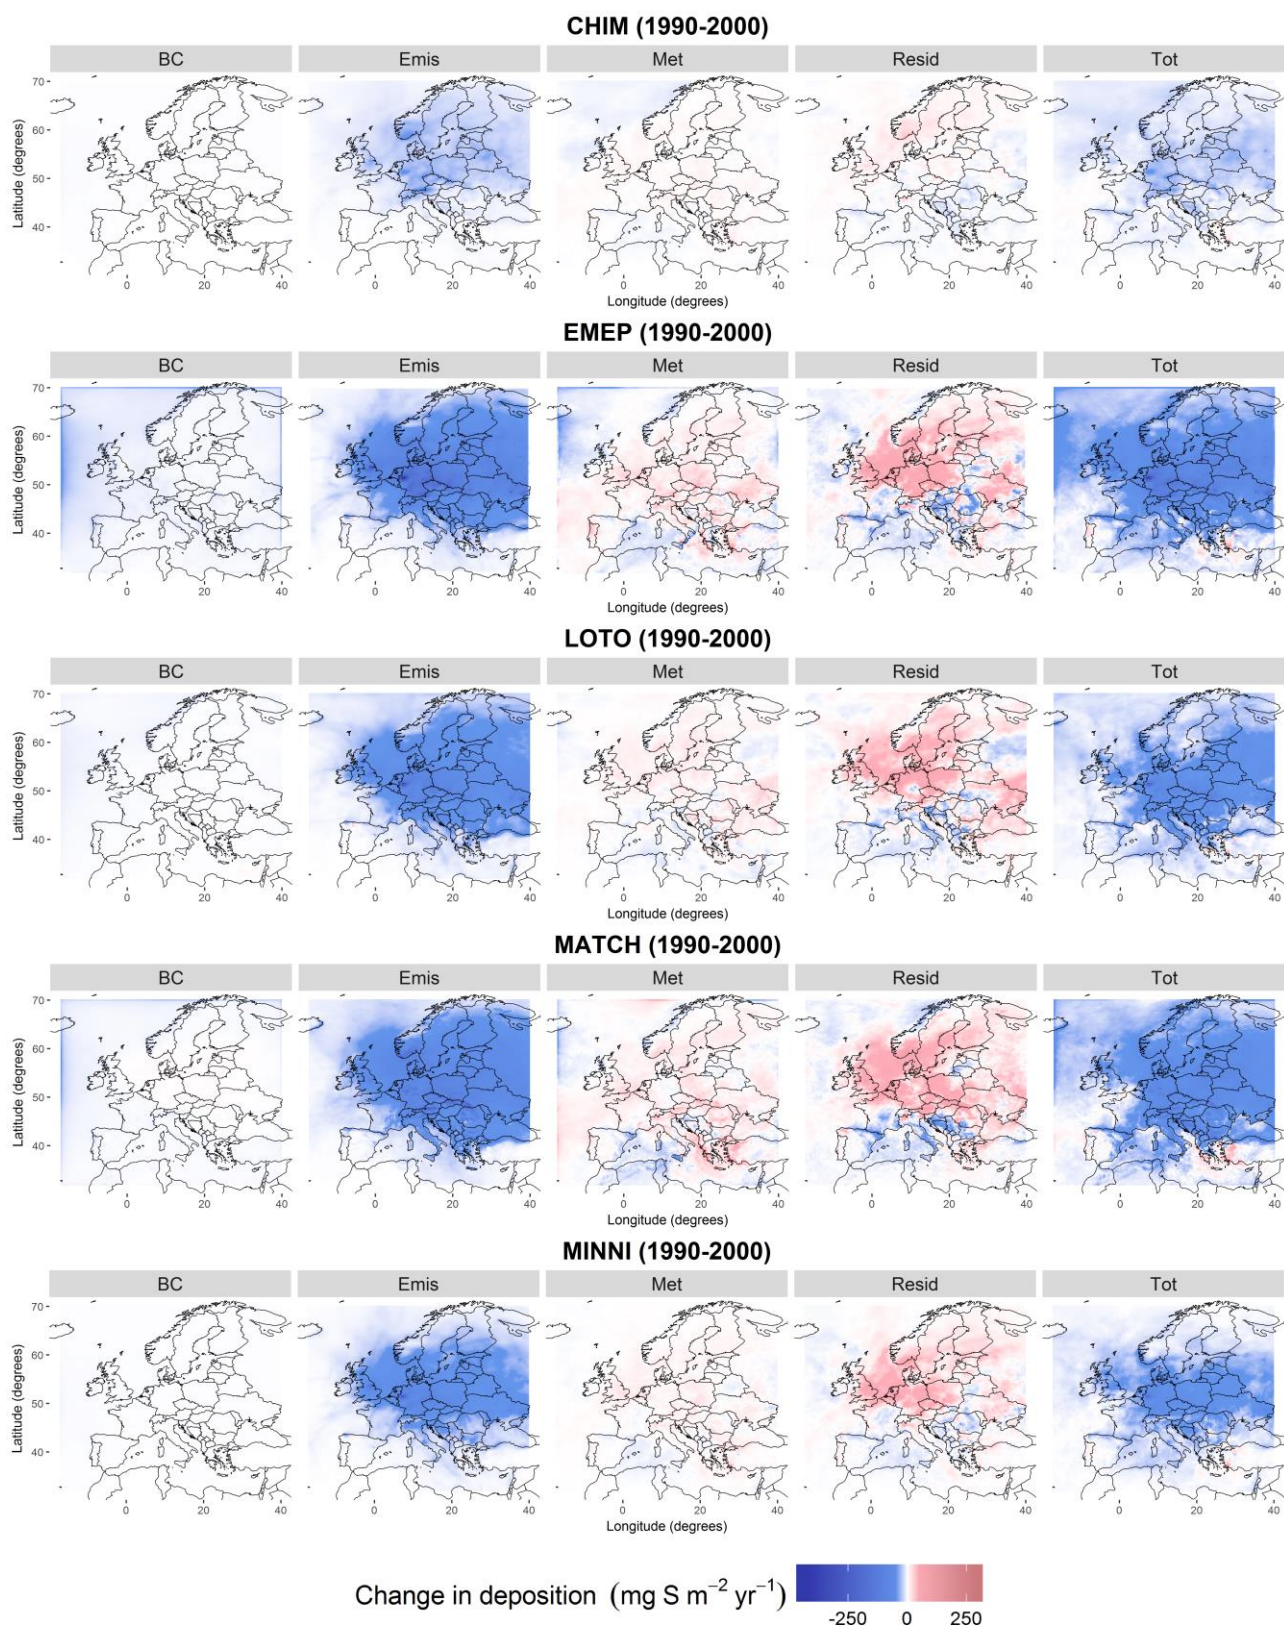 CHIM (1990-2000)
BC Emis Met Resid Tot
Latitude (degrees)
70
60
50
40
0 20 40 0 20 40 0 20 40 0 20 40 0 20 40
Longitude (degrees)
EMEP (1990-2000)
BC Emis Met Resid Tot
Latitude (degrees)
70
60
50
40
0 20 40 0 20 40 0 20 40 0 20 40 0 20 40
Longitude (degrees)
LOTO (1990-2000)
BC Emis Met Resid Tot
Latitude (degrees)
70
60
50
40
0 20 40 0 20 40 0 20 40 0 20 40 0 20 40
Longitude (degrees)
MATCH (1990-2000)
BC Emis Met Resid Tot
Latitude (degrees)
70
60
50
40
0 20 40 0 20 40 0 20 40 0 20 40 0 20 40
Longitude (degrees)
MINNI (1990-2000)
BC Emis Met Resid Tot
Latitude (degrees)
70
60
50
40
0 20 40 0 20 40 0 20 40 0 20 40 0 20 40
Longitude (degrees)
Change in deposition (mg S m⁻² yr⁻¹)
-250 0 250